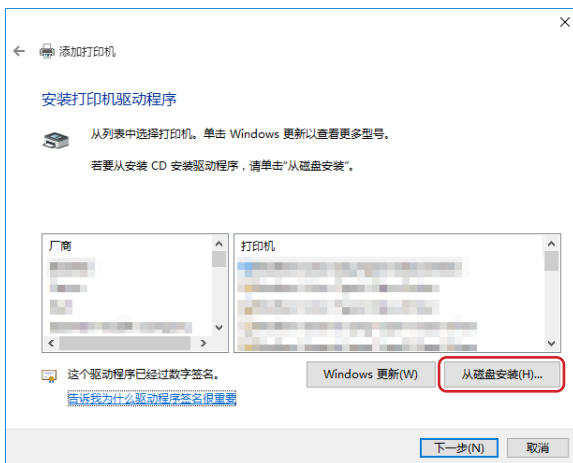 添加打印机
安装打印机驱动程序
从列表中选择打印机。单击 Windows 更新以查看更多型号。
若要从安装 CD 安装驱动程序，请单击“从磁盘安装”。
厂商
打印机
这个驱动程序已经过数字签名。
告诉我为什么驱动程序签名很重要
Windows 更新(W)
从磁盘安装(H)...
下一步(N)
取消